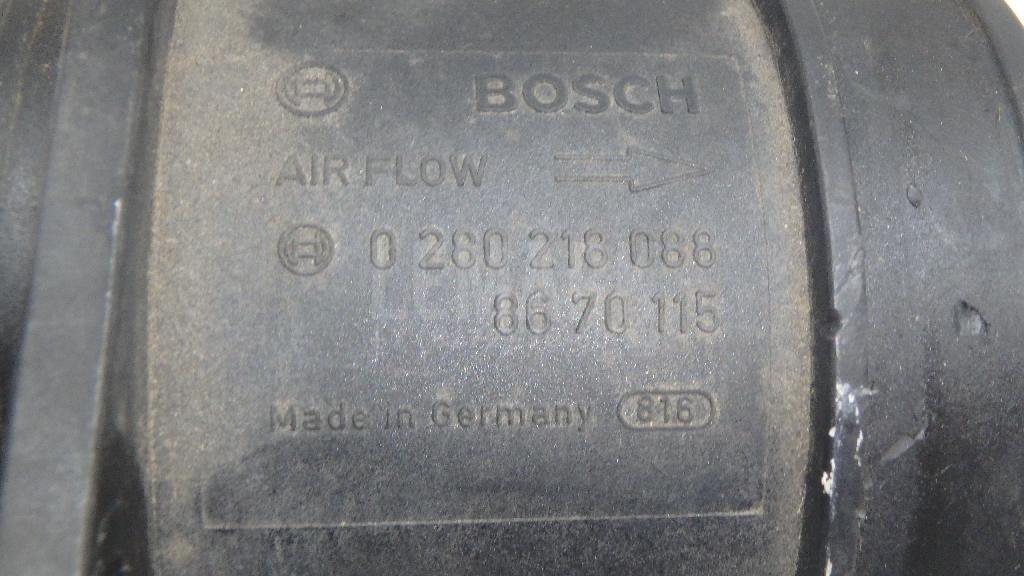 BOSCH
AIR FLOW
0 280 218 088
86 70 115
Made in Germany 816